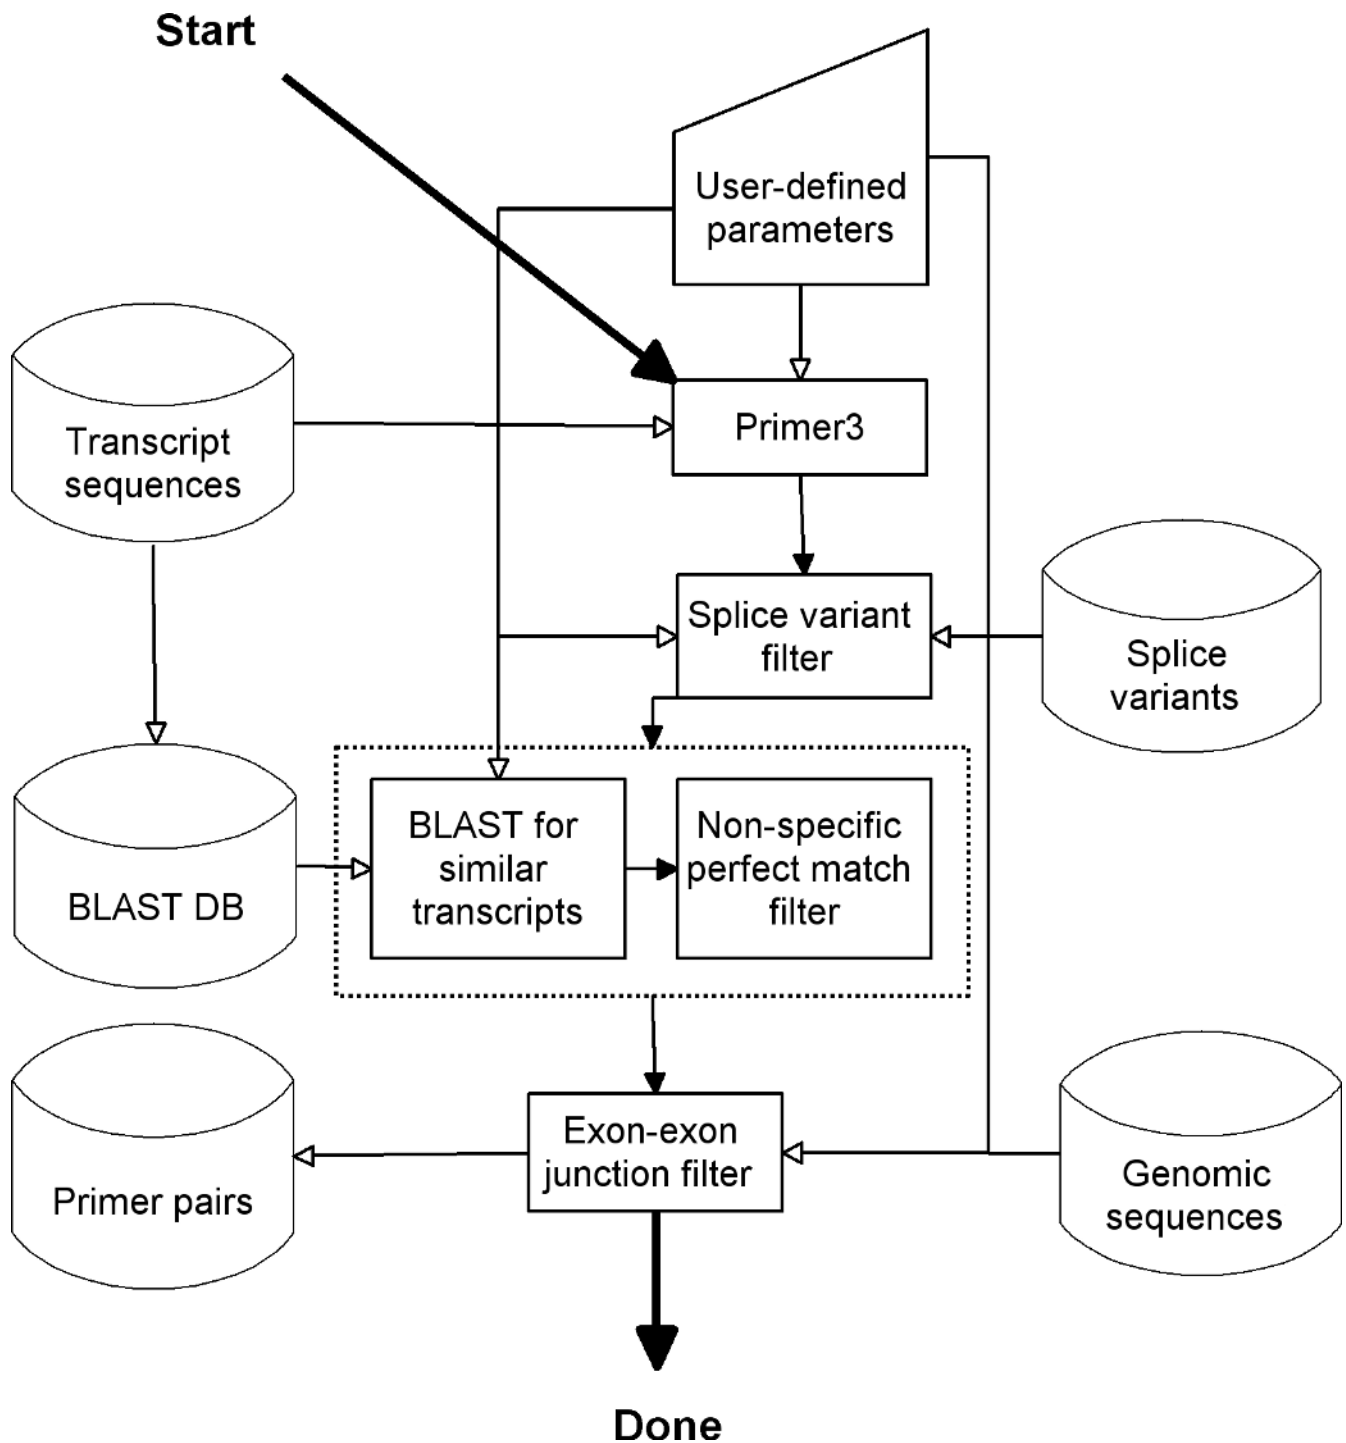 Start
User-defined
parameters
Transcript
sequences
Primer3
Splice variant
filter
Splice
variants
BLAST DB
BLAST for
similar
transcripts
Non-specific
perfect match
filter
Primer pairs
Exon-exon
junction filter
Genomic
sequences
Done